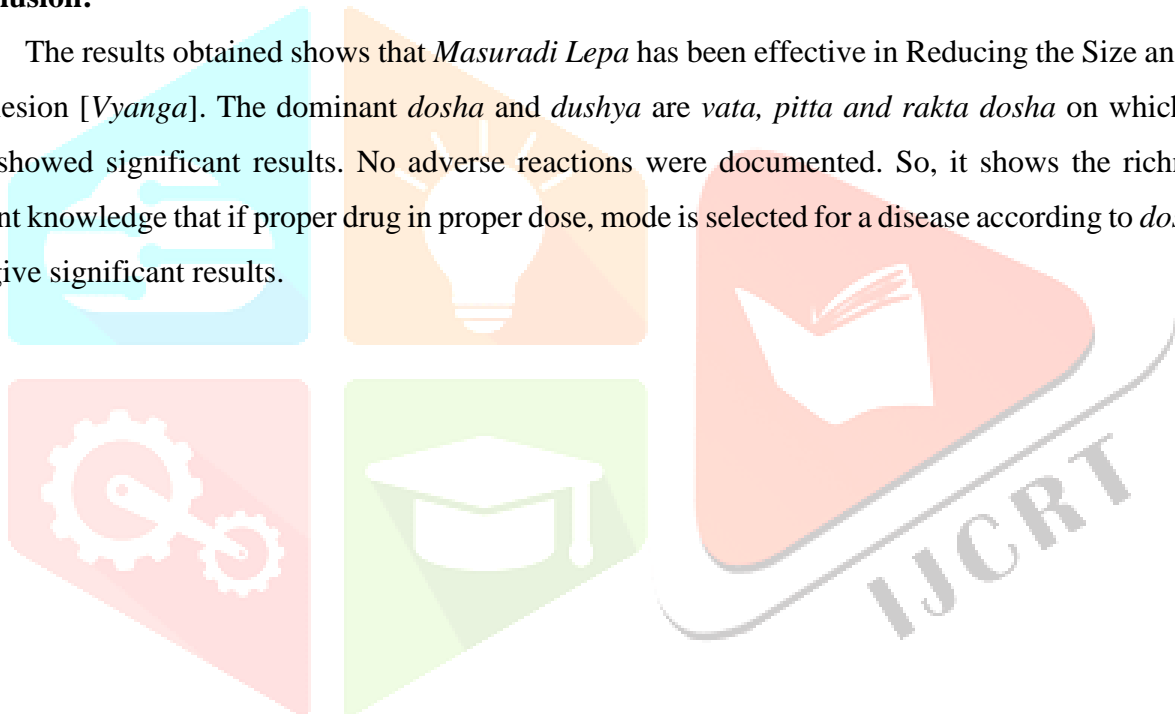 lusion:
The results obtained shows that Masuradi Lepa has been effective in Reducing the Size an
lesion [Vyanga]. The dominant dosha and dushya are vata, pitta and rakta dosha on which
showed significant results. No adverse reactions were documented. So, it shows the rich
nt knowledge that if proper drug in proper dose, mode is selected for a disease according to dos
give significant results.
IJCRT